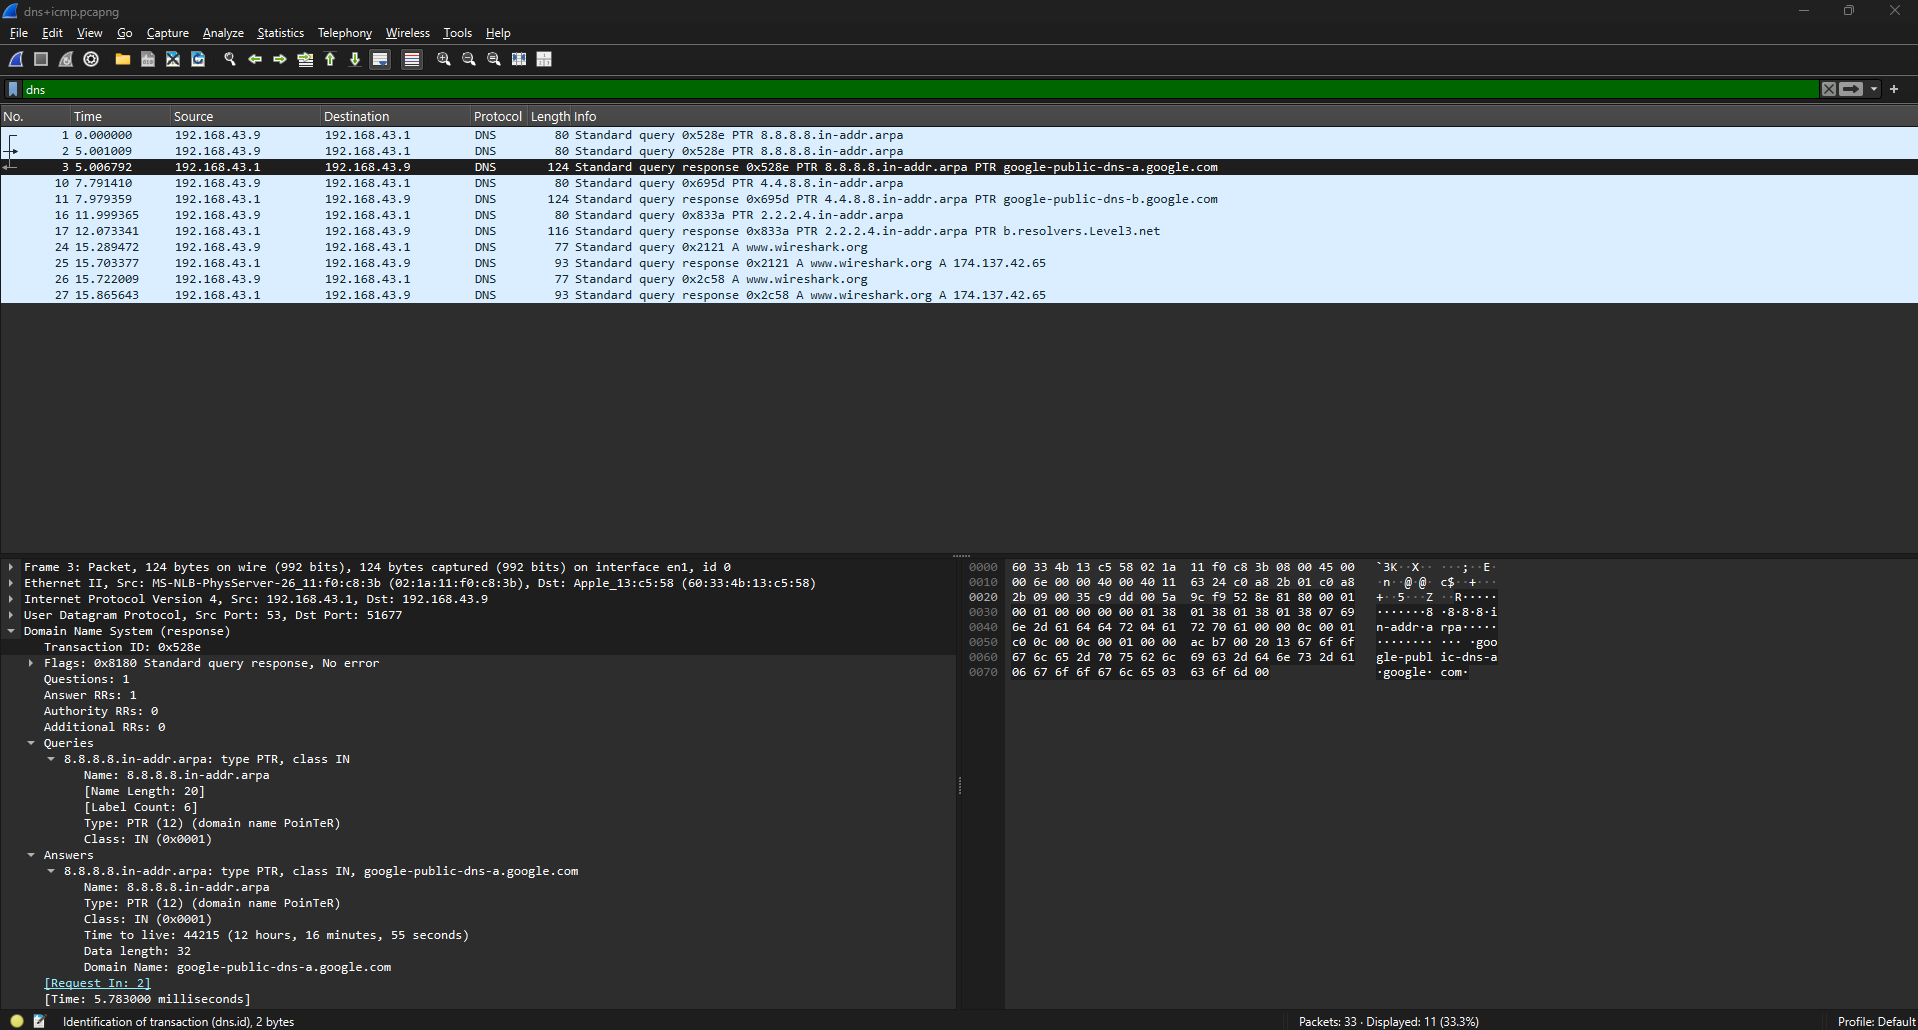 dns+icmp.pcapng
File Edit View Go Capture Analyze Statistics Telephony Wireless Tools Help
dns
No. Time Source Destination Protocol Length Info
1 0.000000 192.168.43.9 192.168.43.1 DNS 80 Standard query 0x528e PTR 8.8.8.8.in-addr.arpa
2 5.001009 192.168.43.9 192.168.43.1 DNS 80 Standard query 0x528e PTR 8.8.8.8.in-addr.arpa
3 5.006792 192.168.43.1 192.168.43.9 DNS 124 Standard query response 0x528e PTR 8.8.8.8.in-addr.arpa PTR google-public-dns-a.google.com
10 7.791410 192.168.43.9 192.168.43.1 DNS 80 Standard query 0x695d PTR 4.4.8.8.in-addr.arpa
11 7.979359 192.168.43.1 192.168.43.9 DNS 124 Standard query response 0x695d PTR 4.4.8.8.in-addr.arpa PTR google-public-dns-b.google.com
16 11.999365 192.168.43.9 192.168.43.1 DNS 80 Standard query 0x833a PTR 2.2.2.4.in-addr.arpa
17 12.073341 192.168.43.1 192.168.43.9 DNS 116 Standard query response 0x833a PTR 2.2.2.4.in-addr.arpa PTR b.resolvers.Level3.net
24 15.289472 192.168.43.9 192.168.43.1 DNS 77 Standard query 0x2121 A www.wireshark.org
25 15.703377 192.168.43.1 192.168.43.9 DNS 93 Standard query response 0x2121 A www.wireshark.org A 174.137.42.65
26 15.722009 192.168.43.9 192.168.43.1 DNS 77 Standard query 0x2c58 A www.wireshark.org
27 15.865643 192.168.43.1 192.168.43.9 DNS 93 Standard query response 0x2c58 A www.wireshark.org A 174.137.42.65
Frame 3: Packet, 124 bytes on wire (992 bits), 124 bytes captured (992 bits) on interface en1, id 0
Ethernet II, Src: MS-NLB-PhysServer-26_11:f0:c8:3b (02:1a:11:f0:c8:3b), Dst: Apple_13:c5:58 (60:33:4b:13:c5:58)
Internet Protocol Version 4, Src: 192.168.43.1, Dst: 192.168.43.9
User Datagram Protocol, Src Port: 53, Dst Port: 51677
Domain Name System (response)
Transaction ID: 0x528e
Flags: 0x8180 Standard query response, No error
Questions: 1
Answer RRs: 1
Authority RRs: 0
Additional RRs: 0
Queries
8.8.8.8.in-addr.arpa: type PTR, class IN
Name: 8.8.8.8.in-addr.arpa
[Name Length: 20]
[Label Count: 6]
Type: PTR (12) (domain name PoinTeR)
Class: IN (0x0001)
Answers
8.8.8.8.in-addr.arpa: type PTR, class IN, google-public-dns-a.google.com
Name: 8.8.8.8.in-addr.arpa
Type: PTR (12) (domain name PoinTeR)
Class: IN (0x0001)
Time to live: 44215 (12 hours, 16 minutes, 55 seconds)
Data length: 32
Domain Name: google-public-dns-a.google.com
[Request In: 2]
[Time: 5.783000 milliseconds]
0000 60 33 4b 13 c5 58 02 1a 11 f0 c8 3b 08 00 45 00 `3K··X·· ···;··E·
0010 00 6e 00 00 40 00 40 11 63 24 c0 a8 2b 01 c0 a8 ·n··@·@· c$··+···
0020 2b 09 00 35 c9 dd 00 5a 9c f9 52 8e 81 80 00 01 +··5···Z ··R·····
0030 00 01 00 00 00 00 01 38 01 38 01 38 01 38 07 69 ·······8 ·8·8·8·i
0040 6e 2d 61 64 64 72 04 61 72 70 61 00 00 0c 00 01 n-addr·a rpa·····
0050 c0 0c 00 0c 00 01 00 00 ac b7 00 20 13 67 6f 6f ········ ··· ·goo
0060 67 6c 65 2d 70 75 62 6c 69 63 2d 64 6e 73 2d 61 gle-publ ic-dns-a
0070 06 67 6f 6f 67 6c 65 03 63 6f 6d 00 ·google· com·
Identification of transaction (dns.id), 2 bytes
Packets: 33 · Displayed: 11 (33.3%)
Profile: Default